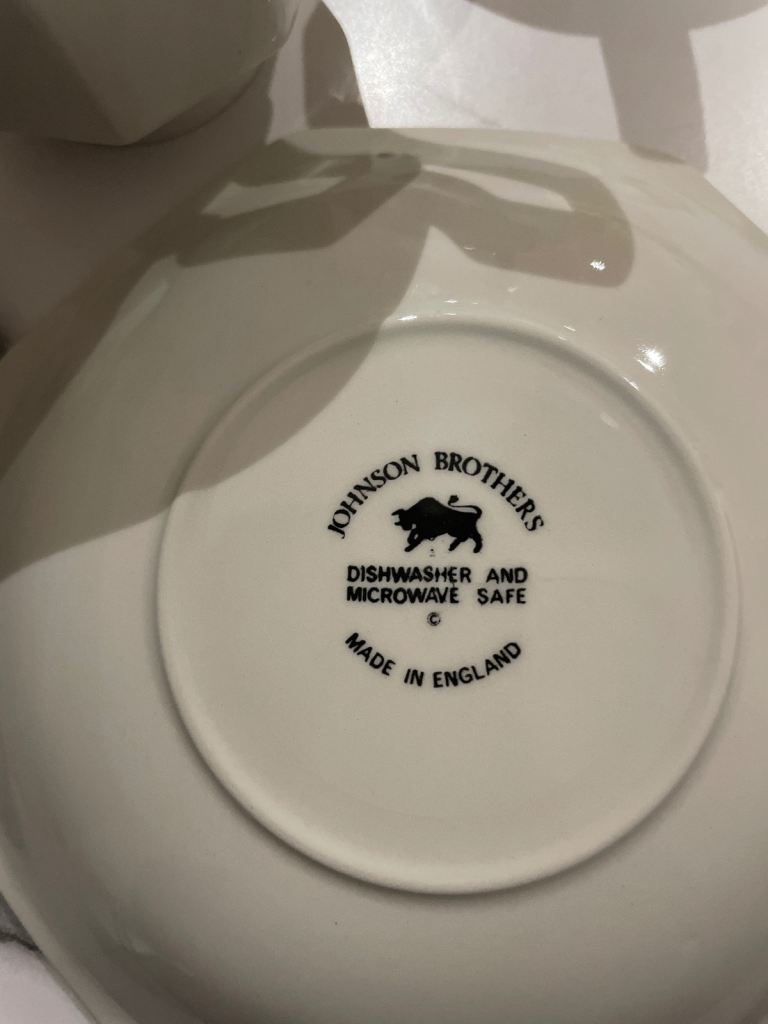 JOHNSON BROTHERS
DISHWASHER AND
MICROWAVE SAFE
©
MADE IN ENGLAND